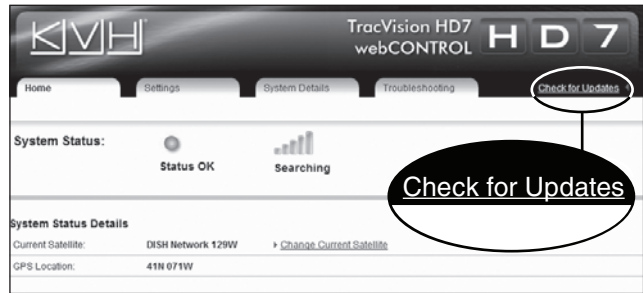 KVH
TracVision HD7
webCONTROL
HD7
Home
Settings
System Details
Troubleshooting
Check for Updates
System Status:
Status OK
Searching
Check for Updates
System Status Details
Current Satellite:
DISH Network 129W
Change Current Satellite
GPS Location:
41N 071W